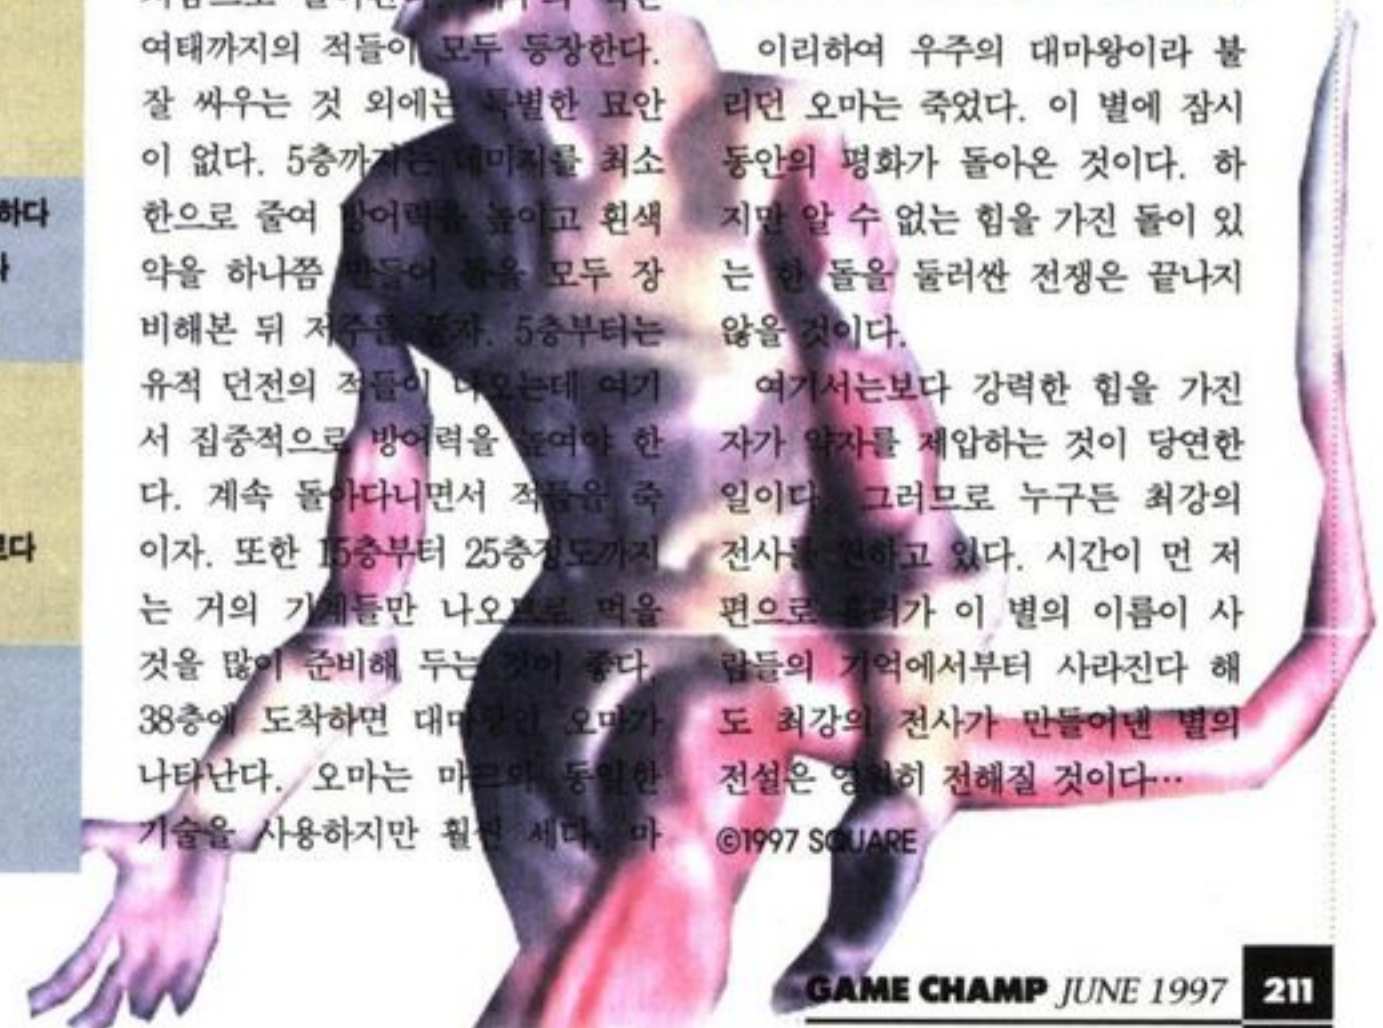 하다
여태까지의 적들이 모두 등장한다.
잘 싸우는 것 외에는 특별한 묘안
이 없다. 5층까지는 데미지를 최소
한으로 줄여 방어력을 높이고 흰색
약을 하나쯤 만들어 돌을 모두 장
비해본 뒤 저주를 풀자. 5층부터는
유적 던전의 적들이 나오는데 여기
서 집중적으로 방어력을 높여야 한
다. 계속 돌아다니면서 적들을 죽
이자. 또한 15층부터 25층정도까지
는 거의 기계들만 나오므로 먹을
것을 많이 준비해 두는 것이 좋다.
38층에 도착하면 대마왕인 오마가
나타난다. 오마는 마르와 동일한
기술을 사용하지만 훨씬 세다. 마
이리하여 우주의 대마왕이라 불
리던 오마는 죽었다. 이 별에 잠시
동안의 평화가 돌아온 것이다. 하
지만 알 수 없는 힘을 가진 돌이 있
는 한 돌을 둘러싼 전쟁은 끝나지
않을 것이다.
여기서는보다 강력한 힘을 가진
자가 약자를 제압하는 것이 당연한
일이다. 그러므로 누구든 최강의
전사를 원하고 있다. 시간이 먼 저
편으로 흘러가 이 별의 이름이 사
람들의 기억에서부터 사라진다 해
도 최강의 전사가 만들어낸 별의
전설은 영원히 전해질 것이다…
©1997 SQUARE
GAME CHAMP JUNE 1997 211